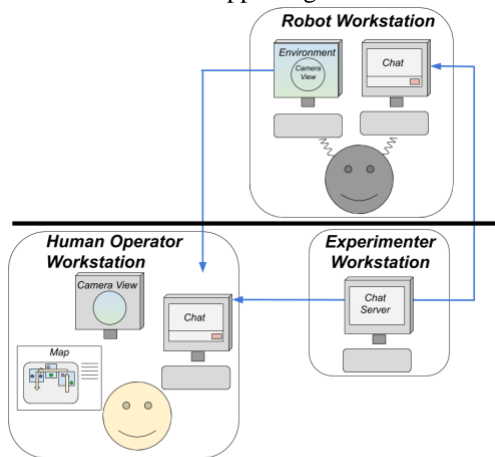 Robot Workstation
Environment
Camera
View
Chat
Human Operator
Workstation
Camera View
Chat
Map
Experimenter
Workstation
Chat
Server